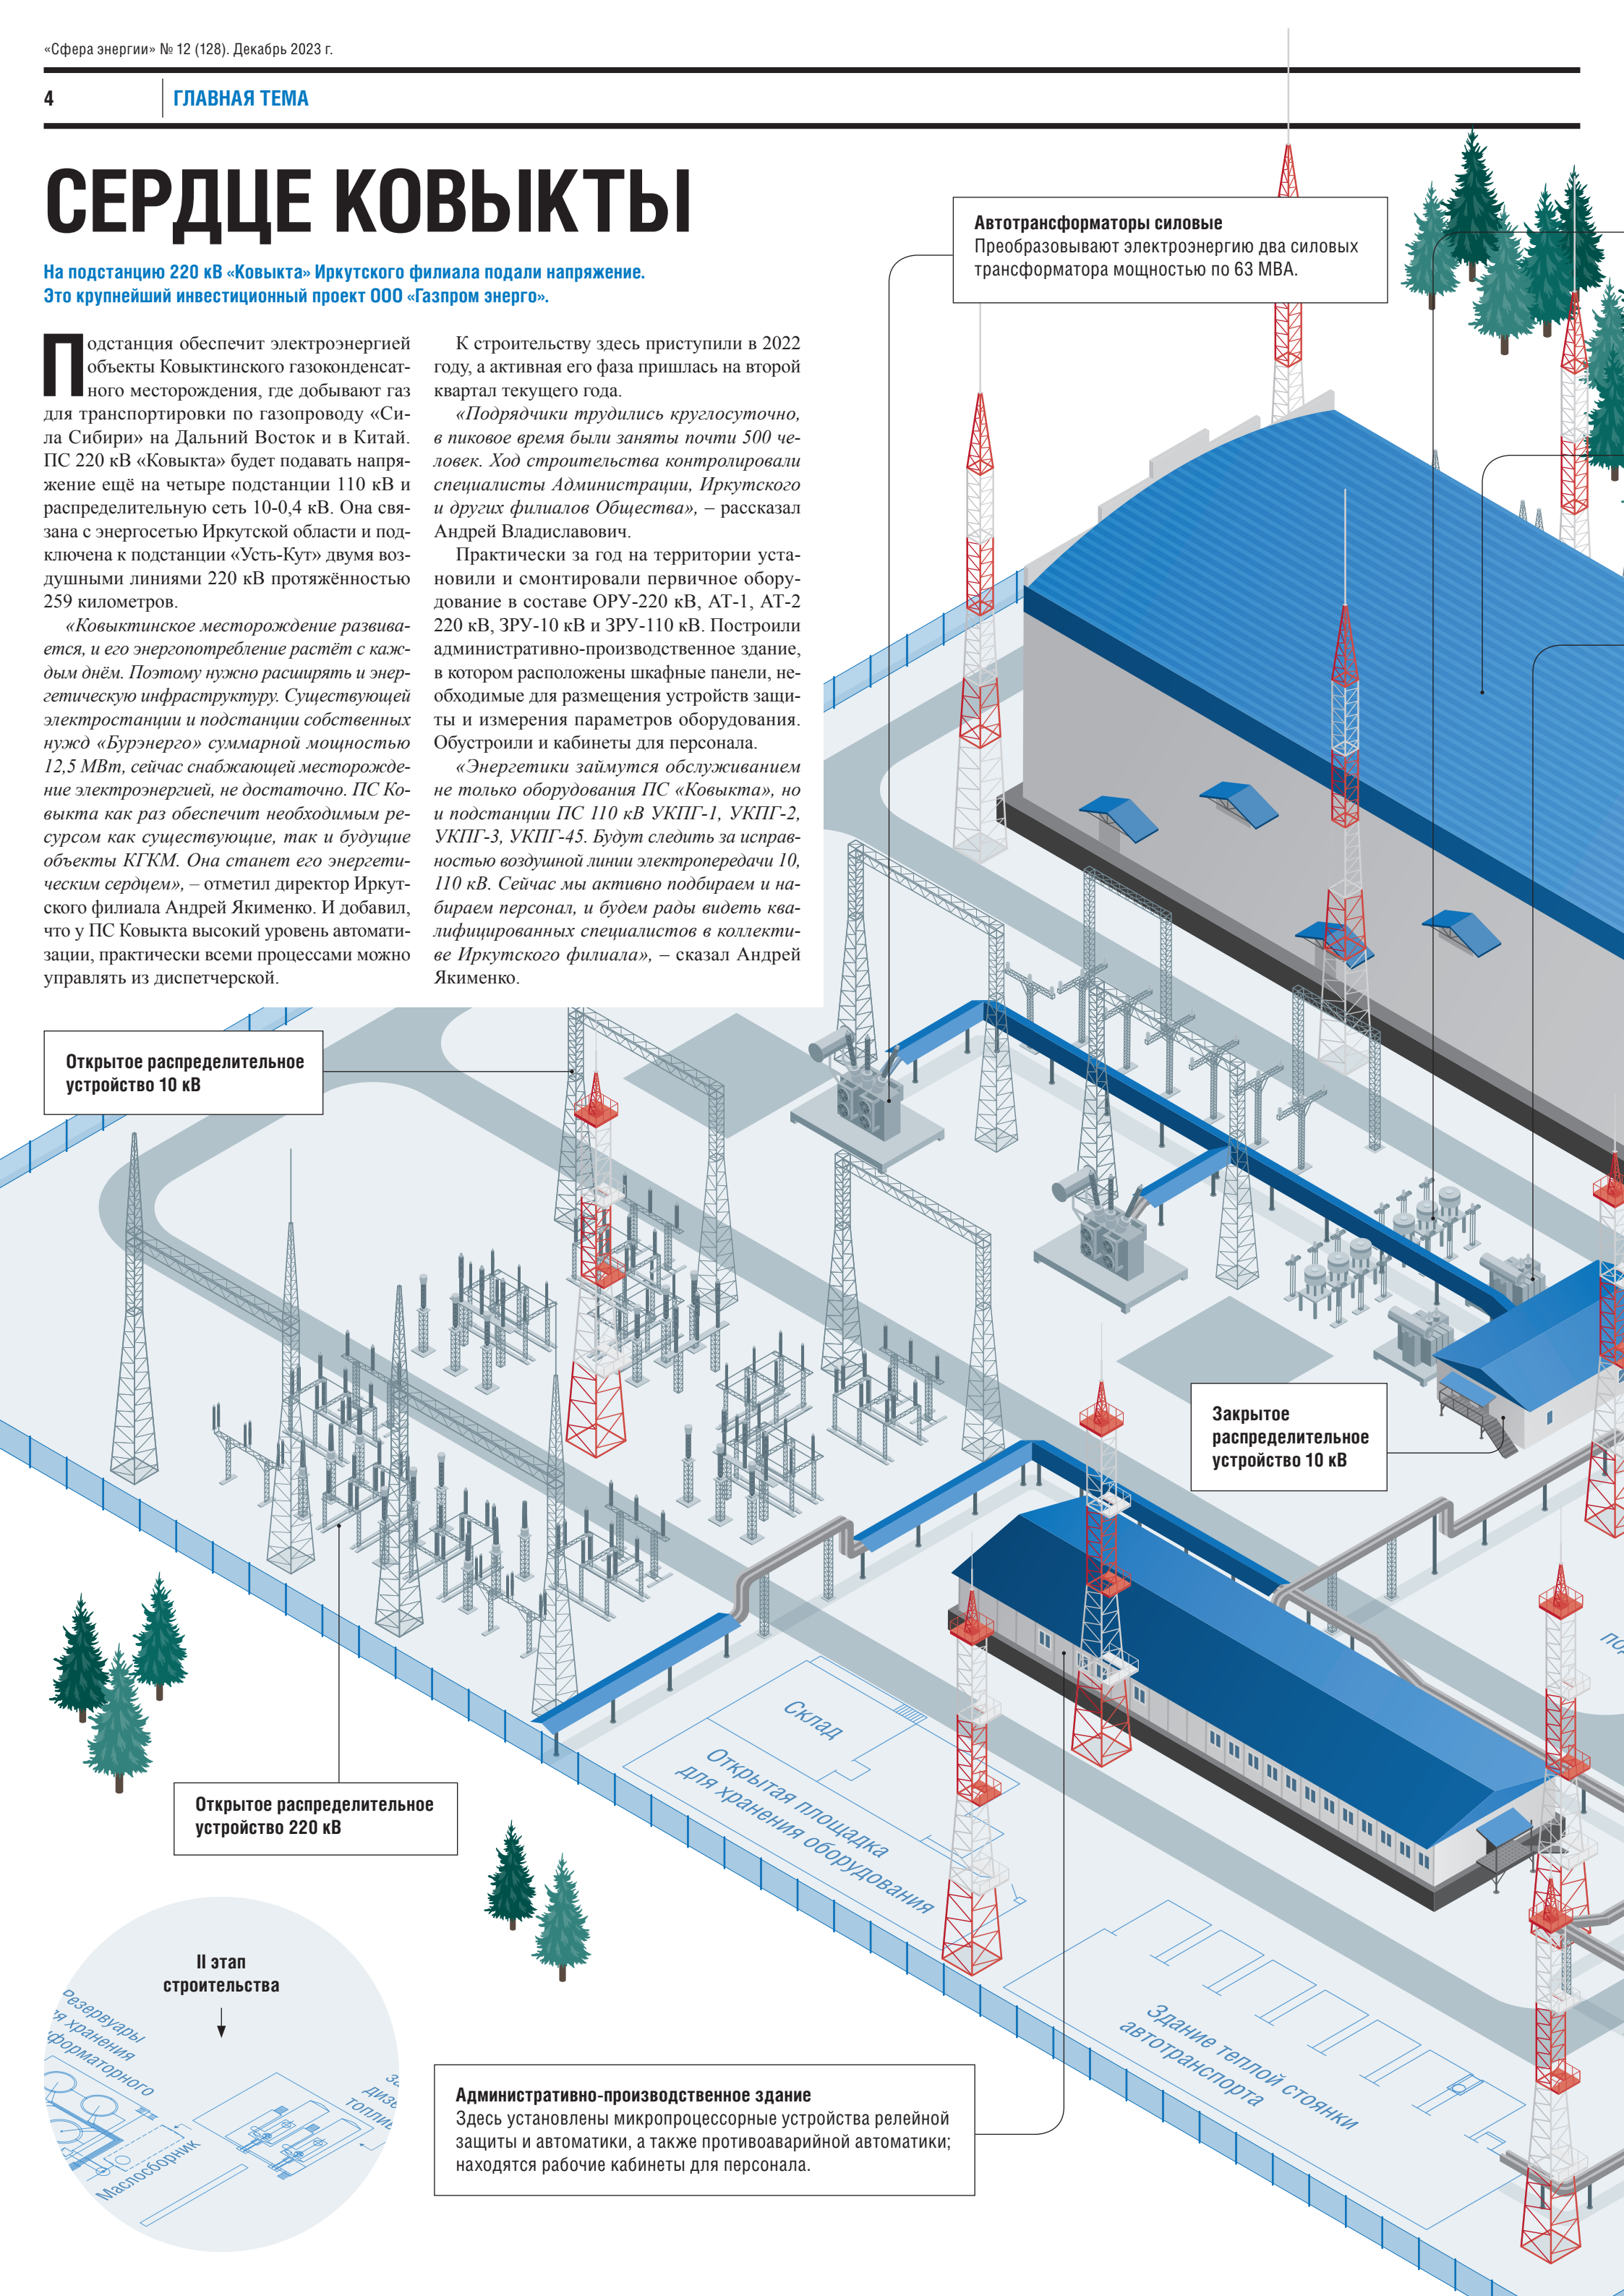 «Сфера энергии» № 12 (128). Декабрь 2023 г.
4
ГЛАВНАЯ ТЕМА
СЕРДЦЕ КОВЫКТЫ
На подстанцию 220 кВ «Ковыкта» Иркутского филиала подали напряжение.
Это крупнейший инвестиционный проект ООО «Газпром энерго».
Подстанция обеспечит электроэнергией
объекты Ковыктинского газоконденсат-
ного месторождения, где добывают газ
для транспортировки по газопроводу «Си-
ла Сибири» на Дальний Восток и в Китай.
ПС 220 кВ «Ковыкта» будет подавать напря-
жение ещё на четыре подстанции 110 кВ и
распределительную сеть 10-0,4 кВ. Она свя-
зана с энергосетью Иркутской области и под-
ключена к подстанции «Усть-Кут» двумя воз-
душными линиями 220 кВ протяжённостью
259 километров.
«Ковыктинское месторождение развива-
ется, и его энергопотребление растёт с каж-
дым днём. Поэтому нужно расширять и энер-
гетическую инфраструктуру. Существующей
электростанции и подстанции собственных
нужд «Бурэнерго» суммарной мощностью
12,5 МВт, сейчас снабжающей месторожде-
ние электроэнергией, не достаточно. ПС Ко-
выкта как раз обеспечит необходимым ре-
сурсом как существующие, так и будущие
объекты КГКМ. Она станет его энергети-
ческим сердцем», – отметил директор Иркут-
ского филиала Андрей Якименко. И добавил,
что у ПС Ковыкта высокий уровень автомати-
зации, практически всеми процессами можно
управлять из диспетчерской.
К строительству здесь приступили в 2022
году, а активная его фаза пришлась на второй
квартал текущего года.
«Подрядчики трудились круглосуточно,
в пиковое время были заняты почти 500 че-
ловек. Ход строительства контролировали
специалисты Администрации, Иркутского
и других филиалов Общества», – рассказал
Андрей Владиславович.
Практически за год на территории уста-
новили и смонтировали первичное обору-
дование в составе ОРУ-220 кВ, АТ-1, АТ-2
220 кВ, ЗРУ-10 кВ и ЗРУ-110 кВ. Построили
административно-производственное здание,
в котором расположены шкафные панели, не-
обходимые для размещения устройств защи-
ты и измерения параметров оборудования.
Обустроили и кабинеты для персонала.
«Энергетики займутся обслуживанием
не только оборудования ПС «Ковыкта», но
и подстанции ПС 110 кВ УКПГ-1, УКПГ-2,
УКПГ-3, УКПГ-45. Будут следить за исправ-
ностью воздушной линии электропередачи 10,
110 кВ. Сейчас мы активно подбираем и на-
бираем персонал, и будем рады видеть ква-
лифицированных специалистов в коллекти-
ве Иркутского филиала», – сказал Андрей
Якименко.
Автотрансформаторы силовые
Преобразовывают электроэнергию два силовых
трансформатора мощностью по 63 МВА.
Открытое распределительное
устройство 10 кВ
Закрытое
распределительное
устройство 10 кВ
Открытое распределительное
устройство 220 кВ
Склад
Открытая площадка
для хранения оборудования
Здание теплой стоянки
автотранспорта
II этап
строительства
Резервуары
хранения
Маслосборник
Административно-производственное здание
Здесь установлены микропроцессорные устройства релейной
защиты и автоматики, а также противоаварийной автоматики;
находятся рабочие кабинеты для персонала.